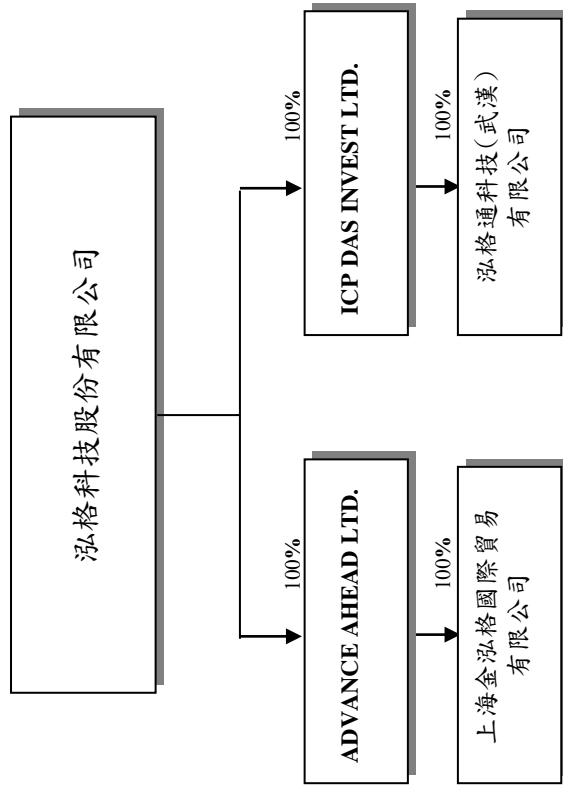 泓格科技股份有限公司
100%
100%
ADVANCE AHEAD LTD.
ICP DAS INVEST LTD.
100%
100%
上海金泓格國際貿易
有限公司
泓格通科技(武漢)
有限公司